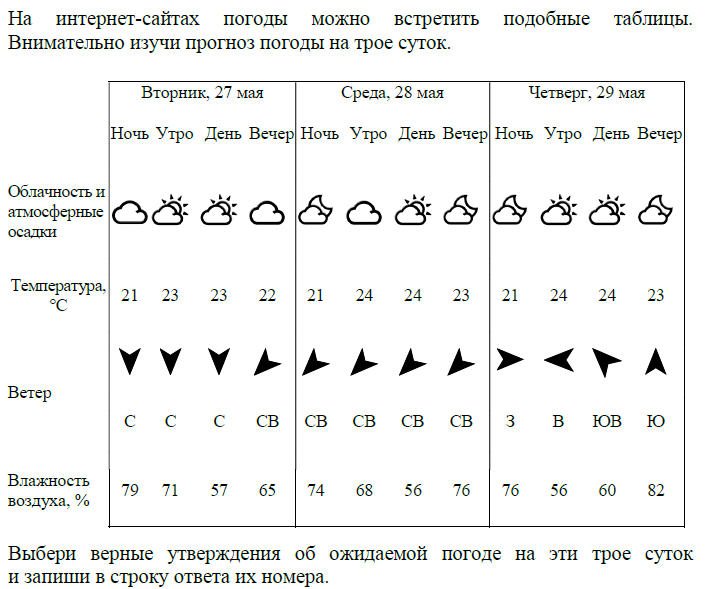 На интернет-сайтах погоды можно встретить подобные таблицы.
Внимательно изучи прогноз погоды на трое суток.
Вторник, 27 мая Среда, 28 мая Четверг, 29 мая
Ночь Утро День Вечер Ночь Утро День Вечер Ночь Утро День Вечер
Облачность и
атмосферные
осадки
Температура,
°C
21 23 23 22 21 24 24 23 21 24 24 23
Ветер
С С С СВ СВ СВ СВ СВ З В ЮВ Ю
Влажность
воздуха, %
79 71 57 65 74 68 56 76 76 56 60 82
Выбери верные утверждения об ожидаемой погоде на эти трое суток
и запиши в строку ответа их номера.